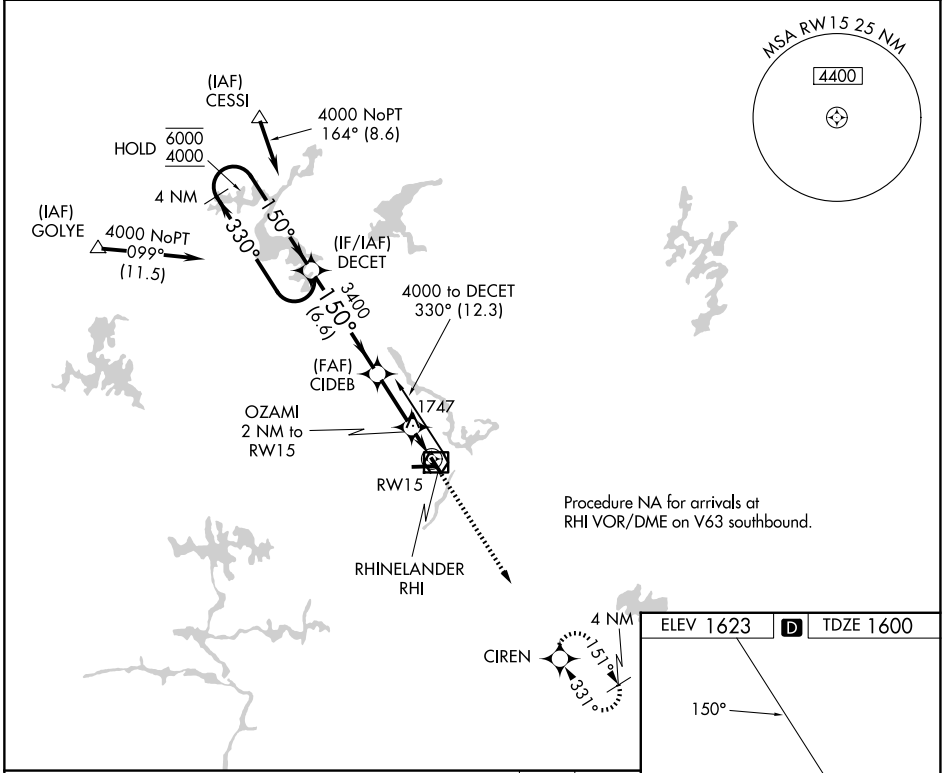 MSA RW15 25 NM
4400
(IAF)
CESSI
4000 NoPT
164° (8.6)
HOLD
6000
4000
4 NM
150°
330°
(IAF)
GOLYE
4000 NoPT
099°
(11.5)
(IF/IAF)
DECET
3400
150°
(6.6)
4000 to DECET
330° (12.3)
(FAF)
CIDEB
1747
OZAMI
2 NM to
RW15
RW15
Procedure NA for arrivals at
RHI VOR/DME on V63 southbound.
RHINELANDER
RHI
4 NM
CIREN
151°
331°
ELEV 1623
D
TDZE 1600
150°